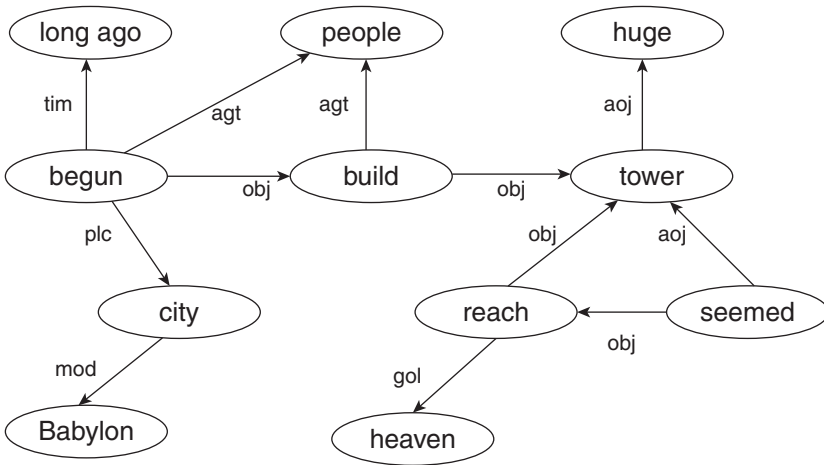 long ago
people
huge
tim
agt
agt
aoj
begun
obj
build
obj
tower
plc
obj
aoj
city
reach
seemed
obj
mod
gol
Babylon
heaven